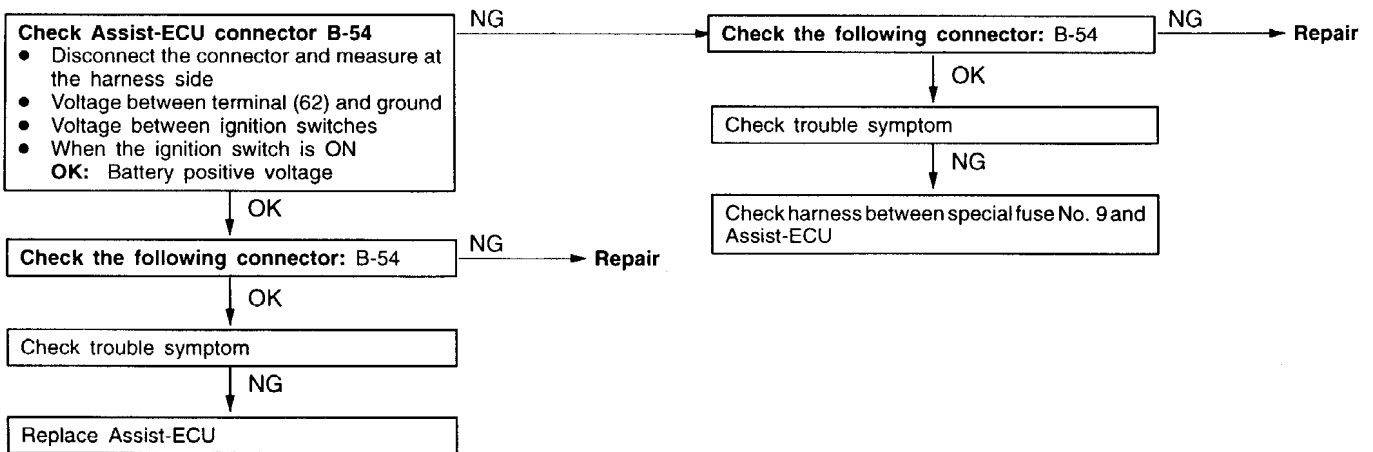 Check Assist-ECU connector B-54
● Disconnect the connector and measure at
the harness side
● Voltage between terminal (62) and ground
● Voltage between ignition switches
● When the ignition switch is ON
OK: Battery positive voltage
NG
Check the following connector: B-54
NG
Repair
OK
Check trouble symptom
NG
Check harness between special fuse No. 9 and
Assist-ECU
OK
Check the following connector: B-54
NG
Repair
OK
Check trouble symptom
NG
Replace Assist-ECU